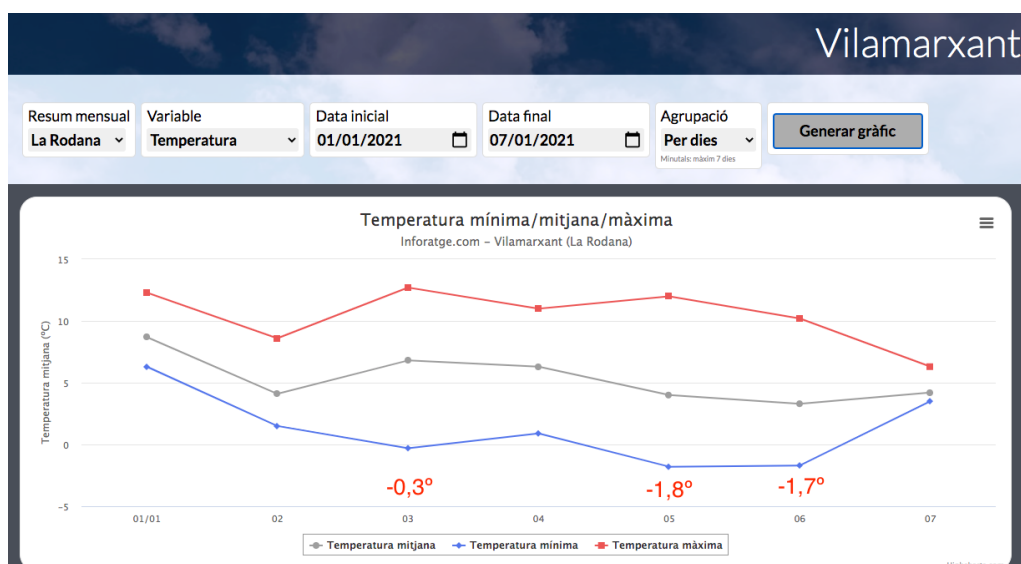 Vilamarxant
Resum mensual Variable Data inicial Data final Agrupació
La Rodana Temperatura 01/01/2021 07/01/2021 Per dies Generar gràfic
Minutals: màxim 7 dies
Temperatura mínima/mitjana/màxima
Inforatge.com – Vilamarxant (La Rodana)
15
10
5
0
-5
Temperatura mitjana (ºC)
-0,3º -1,8º -1,7º
01/01 02 03 04 05 06 07
Temperatura mitjana Temperatura mínima Temperatura màxima